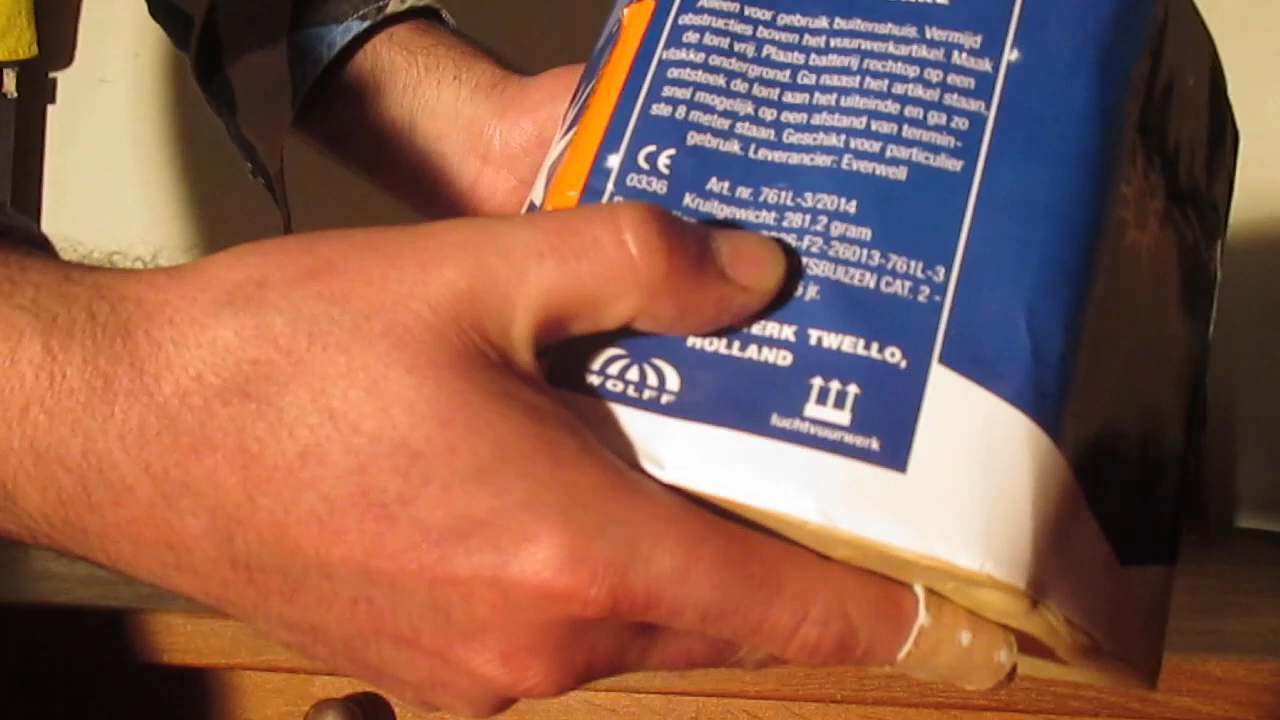 Alleen voor gebruik buitenshuis. Vermijd
obstructies boven het vuurwerkartikel. Maak
de lont vrij. Plaats batterij rechtop op een
vlakke ondergrond. Ga naast het artikel staan,
ontsteek de lont aan het uiteinde en ga zo
snel mogelijk op een afstand van tenmin-
ste 8 meter staan. Geschikt voor particulier
gebruik. Leverancier: Everwell
CE
0336
Art. nr. 761L-3/2014
Kruitgewicht: 281,2 gram
-F2-26013-761L-3
TSBUIZEN CAT. 2 -
jr.
ERK TWELLO,
HOLLAND
WOLFF
luchtvuurwerk